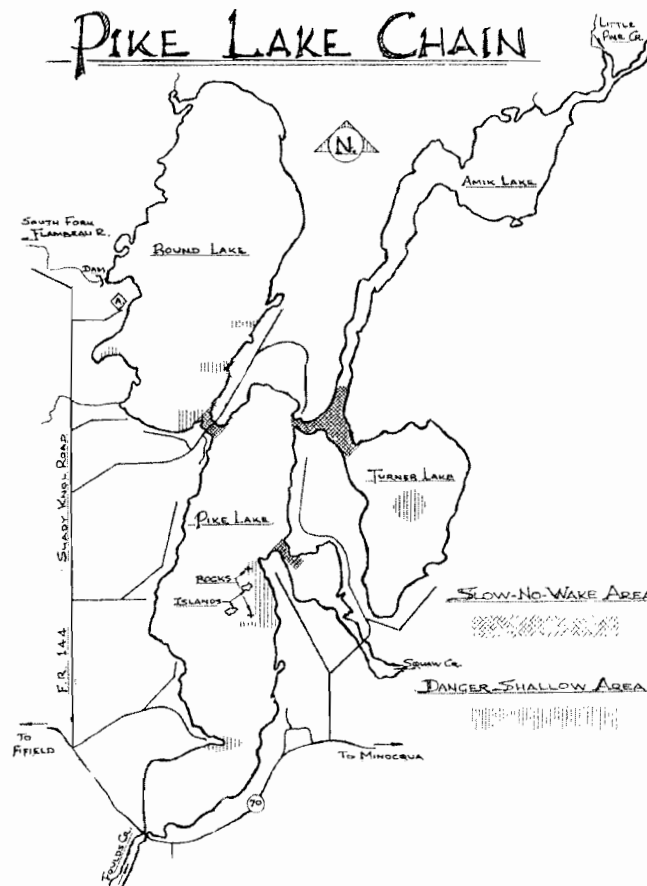 PIKE LAKE CHAIN
LITTLE
PINE CR.
N.
AMIK LAKE
SOUTH FORK
FLAMBEAU R.
ROUND LAKE
DAM
A
SHADY KNOLL ROAD
TURNER LAKE
PIKE LAKE
ROCKS
ISLANDS
SLOW-NO-WAKE AREA
F.R. 144
SQUAW CR.
DANGER-SHALLOW AREA
TO
FIFIELD
TO MINOCQUA
70
FOULDS CR.